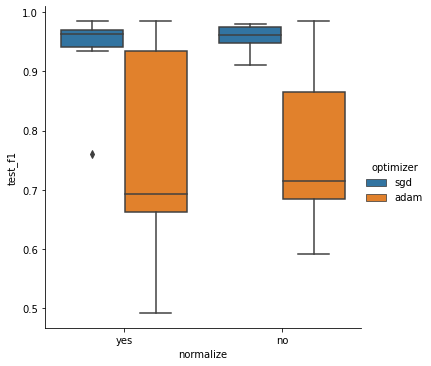 1.0
0.9
0.8
0.7
0.6
0.5
test_f1
yes
no
normalize
optimizer
sgd
adam